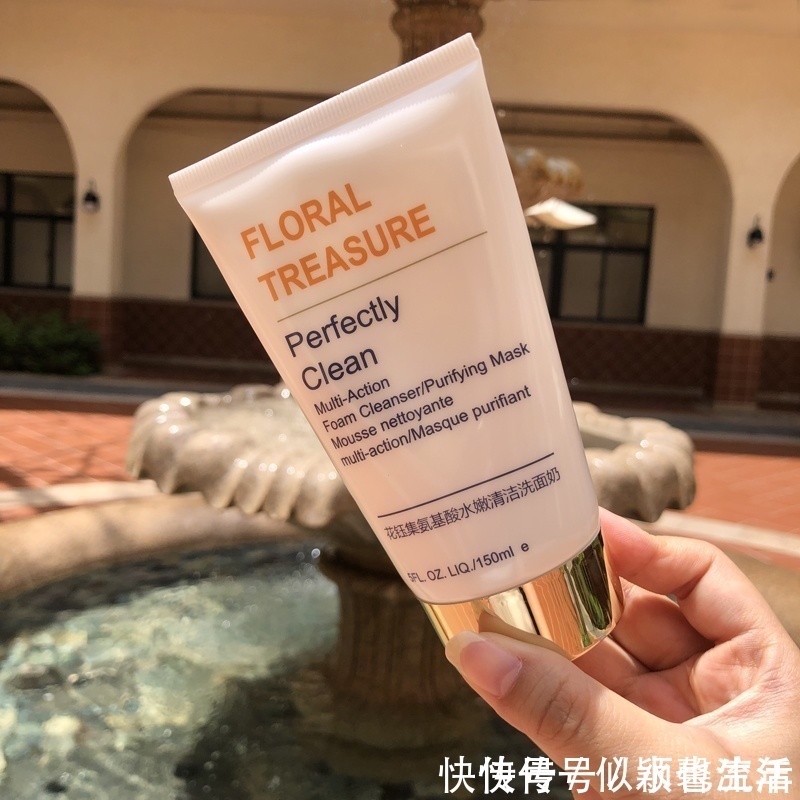 FLORAL
TREASURE
Perfectly
Clean
Multi-Action
Foam Cleanser/Purifying Mask
Mousse nettoyante
multi-action/Masque purifiant
花钰集氨基酸水嫩清洁洗面奶
5FL. OZ. LIQ./150ml e